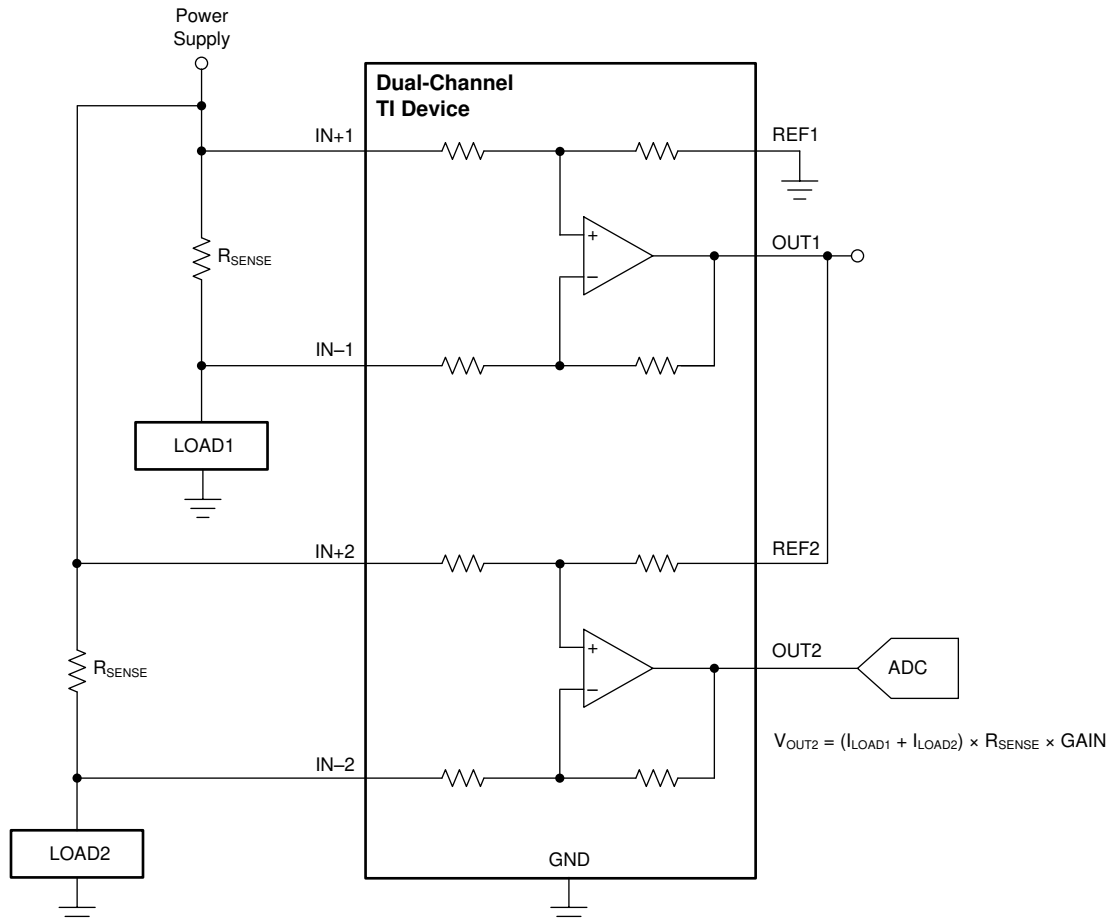 Power
Supply
Dual-Channel
TI Device
IN+1
REF1
+
OUT1
RSENSE
−
IN–1
LOAD1
IN+2
REF2
+
OUT2
ADC
RSENSE
−
VOUT2 = (ILOAD1 + ILOAD2) × RSENSE × GAIN
IN–2
LOAD2
GND